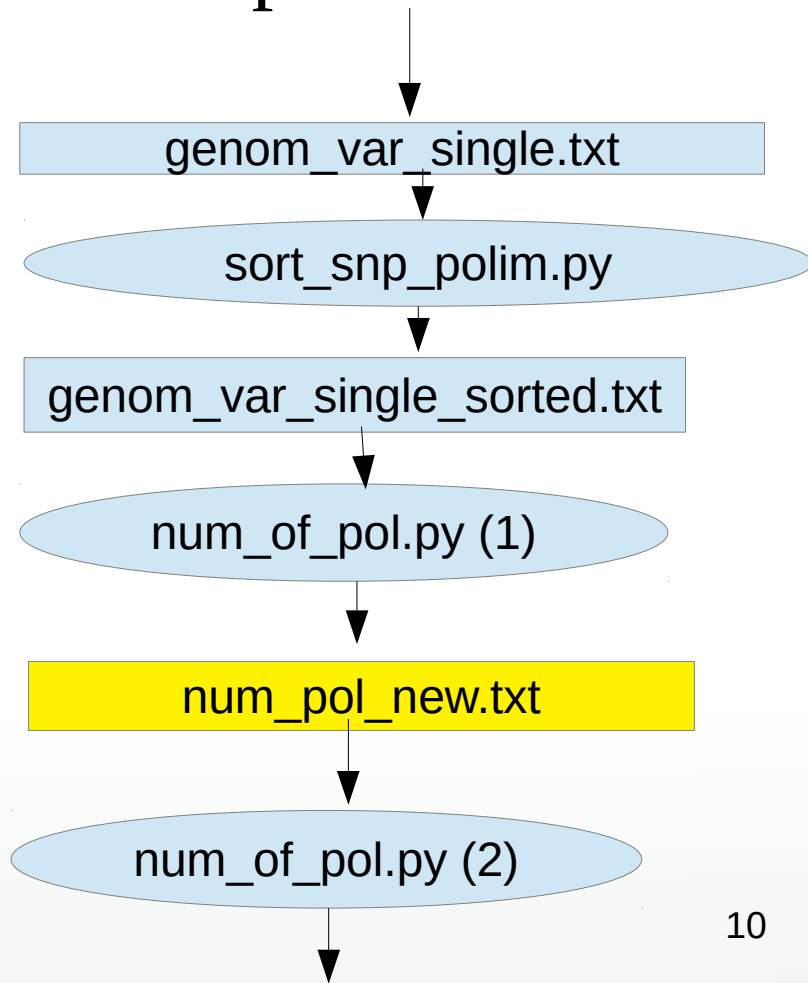 genom_var_single.txt
sort_snp_polim.py
genom_var_single_sorted.txt
num_of_pol.py (1)
num_pol_new.txt
num_of_pol.py (2)
10